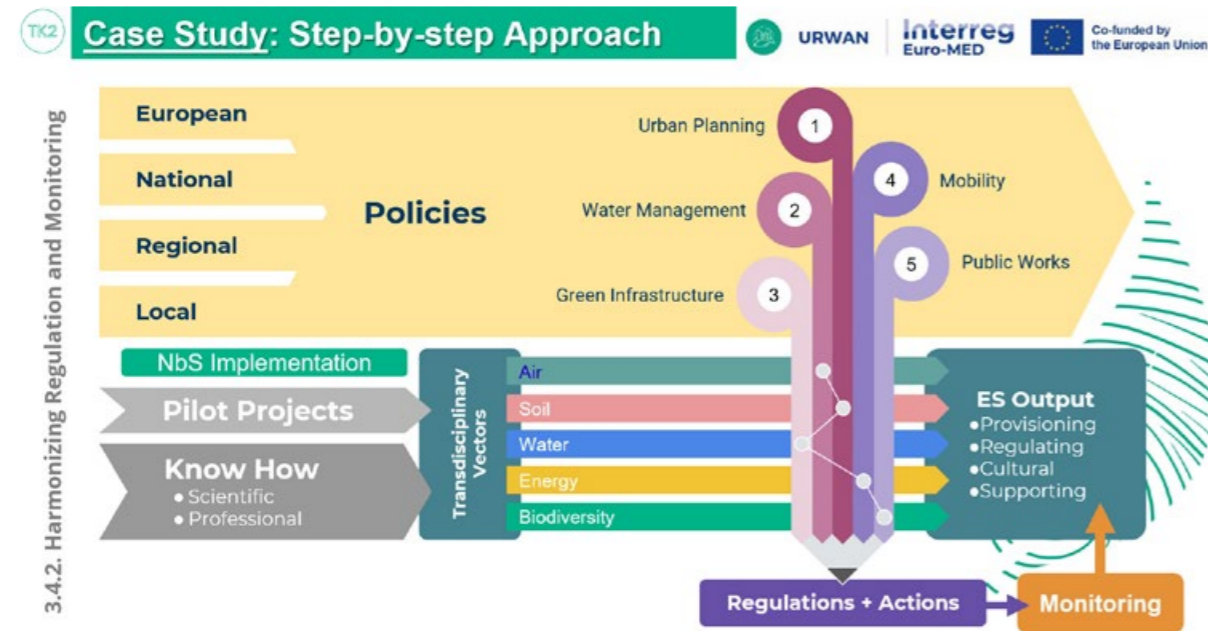 TK2
Case Study: Step-by-step Approach
URWAN
Interreg
Euro-MED
Co-funded by
the European Union
3.4.2. Harmonizing Regulation and Monitoring
European
National
Regional
Local
Policies
Urban Planning
1
Water Management
2
Green Infrastructure
3
4
Mobility
5
Public Works
NbS Implementation
Pilot Projects
Know How
● Scientific
● Professional
Transdisciplinary
Vectors
Air
Soil
Water
Energy
Biodiversity
ES Output
●Provisioning
●Regulating
●Cultural
●Supporting
Regulations + Actions
Monitoring